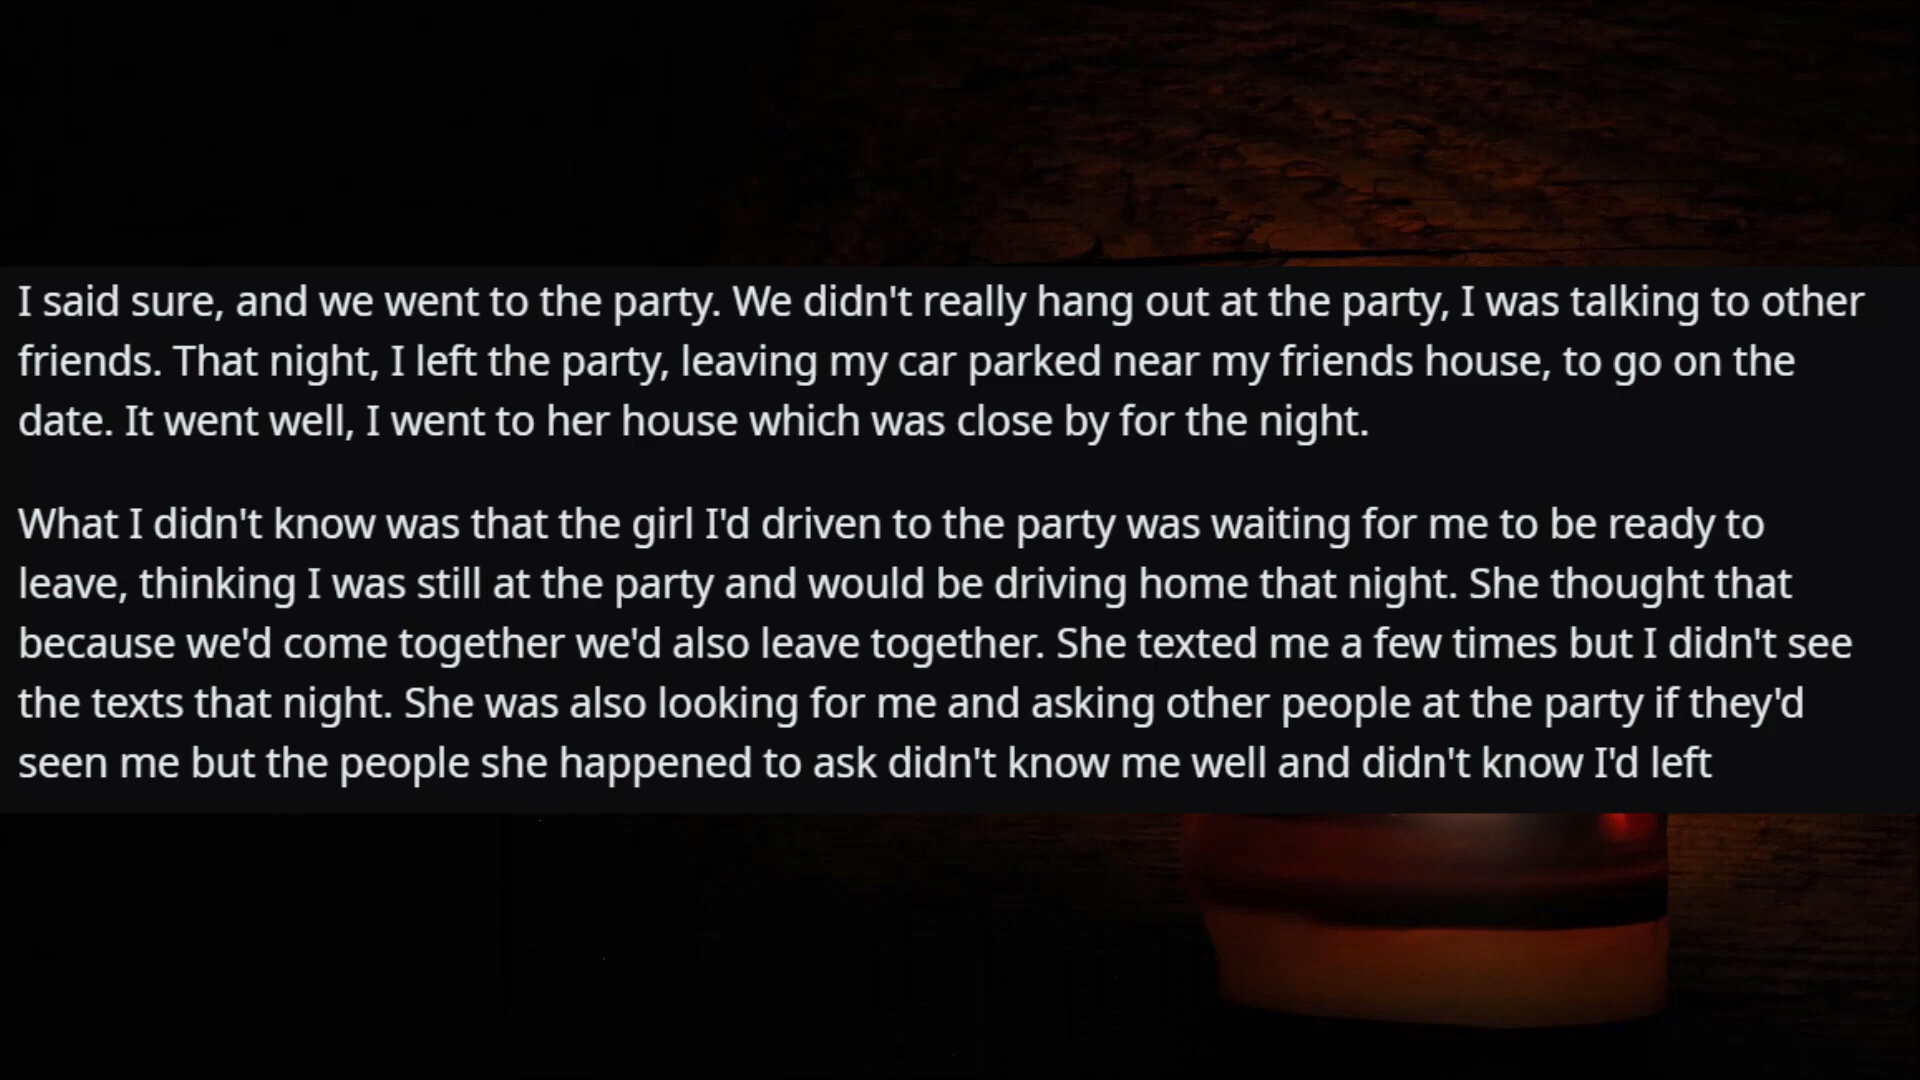 I said sure, and we went to the party. We didn't really hang out at the party, I was talking to other
friends. That night, I left the party, leaving my car parked near my friends house, to go on the
date. It went well, I went to her house which was close by for the night.
What I didn't know was that the girl I'd driven to the party was waiting for me to be ready to
leave, thinking I was still at the party and would be driving home that night. She thought that
because we'd come together we'd also leave together. She texted me a few times but I didn't see
the texts that night. She was also looking for me and asking other people at the party if they'd
seen me but the people she happened to ask didn't know me well and didn't know I'd left